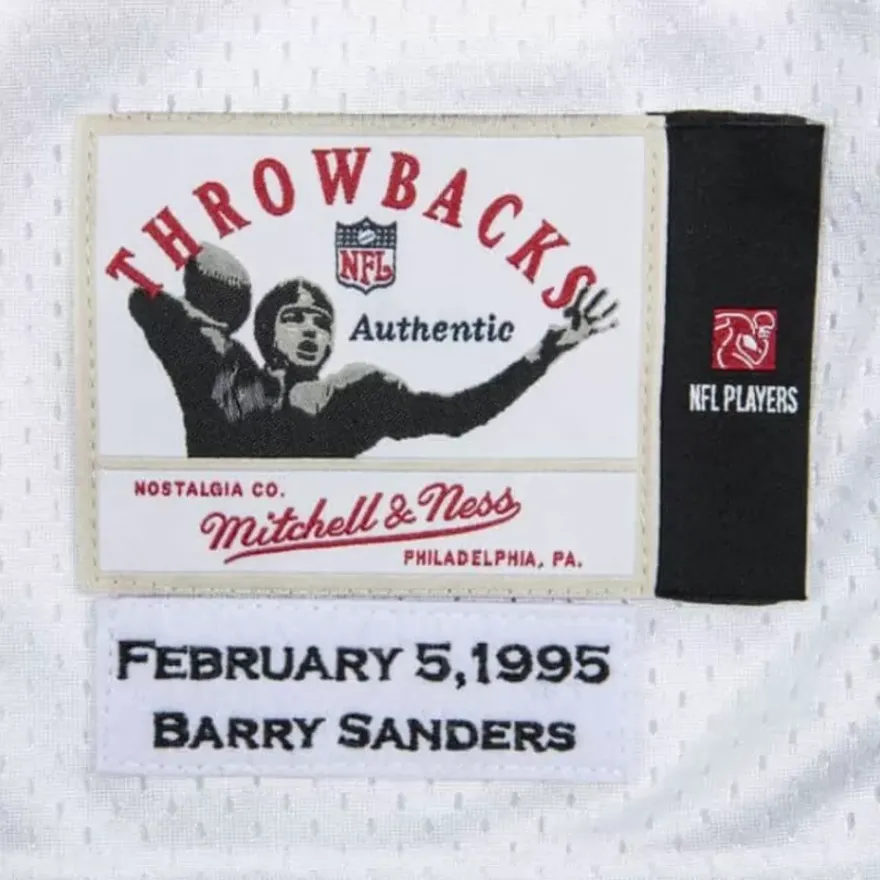 THROWBACKS
NFL
Authentic
NFL PLAYERS
NOSTALGIA CO.
Mitchell & Ness
PHILADELPHIA, PA.
FEBRUARY 5,1995
BARRY SANDERS